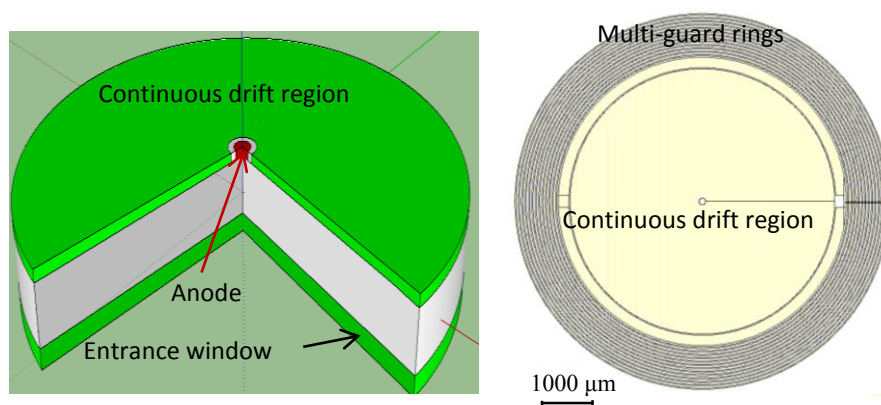 Continuous drift region
Anode
Entrance window
Multi-guard rings
Continuous drift region
1000 μm